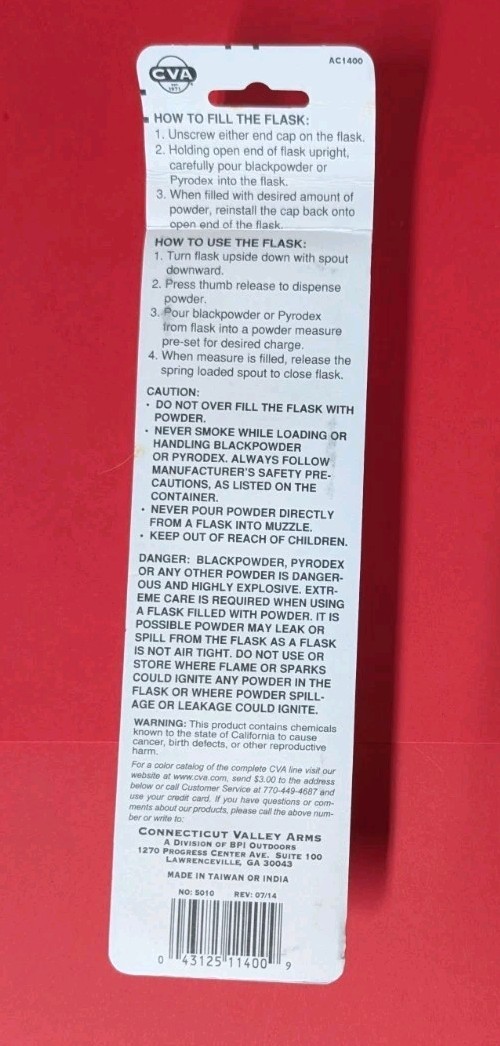 AC1400
CVA
EST.
1971
HOW TO FILL THE FLASK:
1. Unscrew either end cap on the flask.
2. Holding open end of flask upright,
carefully pour blackpowder or
Pyrodex into the flask.
3. When filled with desired amount of
powder, reinstall the cap back onto
open end of the flask.
HOW TO USE THE FLASK:
1. Turn flask upside down with spout
downward.
2. Press thumb release to dispense
powder.
3. Pour blackpowder or Pyrodex
from flask into a powder measure
pre-set for desired charge.
4. When measure is filled, release the
spring loaded spout to close flask.
CAUTION:
• DO NOT OVER FILL THE FLASK WITH
POWDER.
• NEVER SMOKE WHILE LOADING OR
HANDLING BLACKPOWDER
OR PYRODEX. ALWAYS FOLLOW
MANUFACTURER'S SAFETY PRE-
CAUTIONS, AS LISTED ON THE
CONTAINER.
• NEVER POUR POWDER DIRECTLY
FROM A FLASK INTO MUZZLE.
• KEEP OUT OF REACH OF CHILDREN.
DANGER: BLACKPOWDER, PYRODEX
OR ANY OTHER POWDER IS DANGER-
OUS AND HIGHLY EXPLOSIVE. EXTR-
EME CARE IS REQUIRED WHEN USING
A FLASK FILLED WITH POWDER. IT IS
POSSIBLE POWDER MAY LEAK OR
SPILL FROM THE FLASK AS A FLASK
IS NOT AIR TIGHT. DO NOT USE OR
STORE WHERE FLAME OR SPARKS
COULD IGNITE ANY POWDER IN THE
FLASK OR WHERE POWDER SPILL-
AGE OR LEAKAGE COULD IGNITE.
WARNING: This product contains chemicals
known to the state of California to cause
cancer, birth defects, or other reproductive
harm.
For a color catalog of the complete CVA line visit our
website at www.cva.com, send $3.00 to the address
below or call Customer Service at 770-449-4687 and
use your credit card. If you have questions or com-
ments about our products, please call the above num-
ber or write to:
CONNECTICUT VALLEY ARMS
A DIVISION OF BPI OUTDOORS
1270 PROGRESS CENTER AVE. SUITE 100
LAWRENCEVILLE, GA 30043
MADE IN TAIWAN OR INDIA
NO: 5010 REV: 07/14
0 43125 11400 9